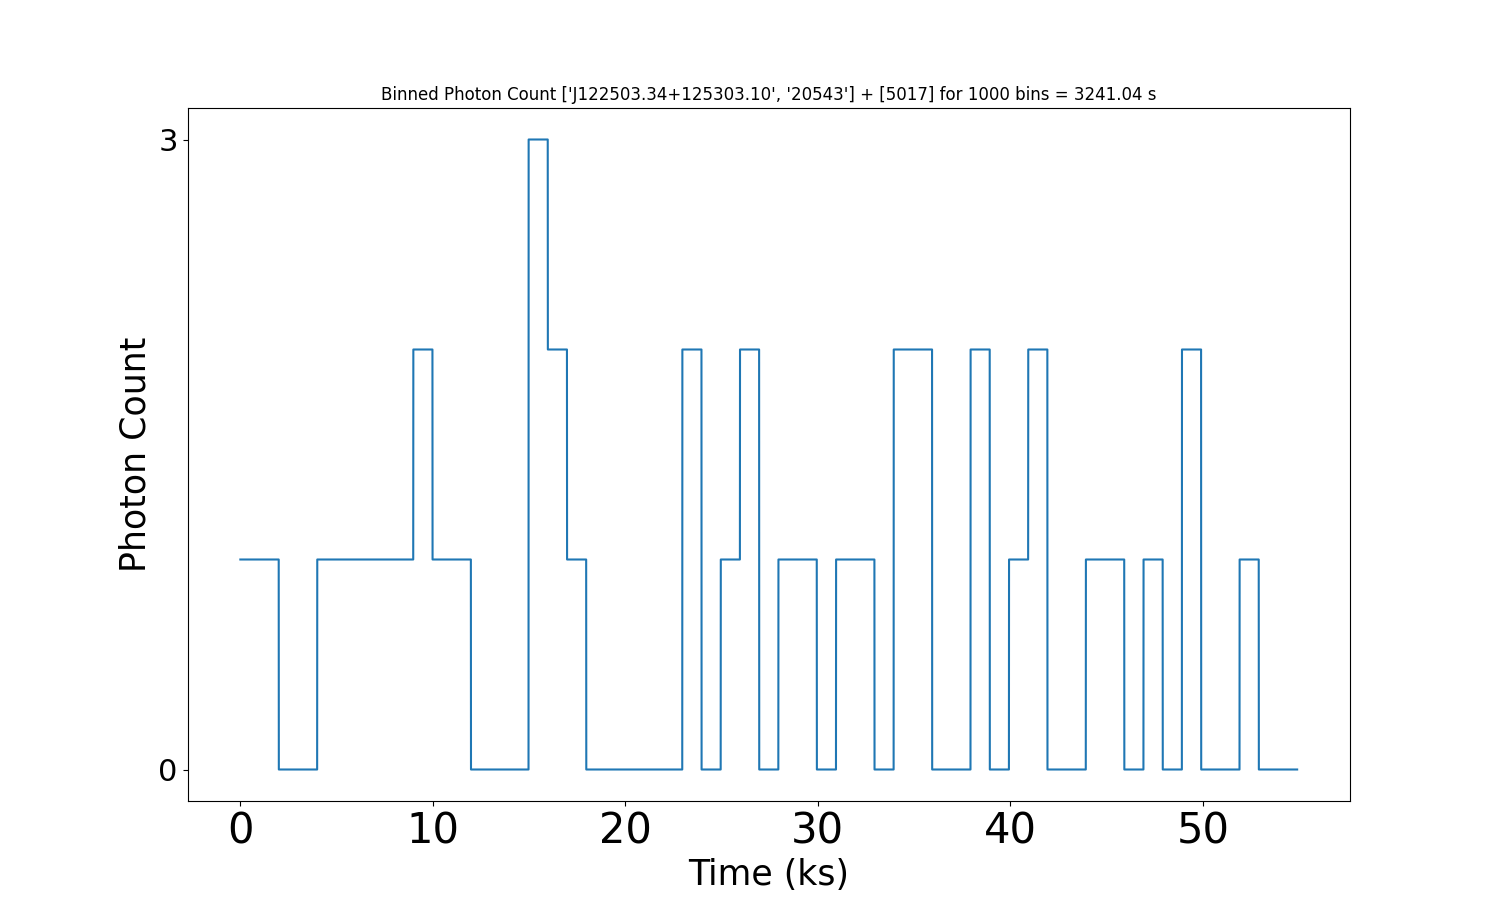 Binned Photon Count ['J122503.34+125303.10', '20543'] + [5017] for 1000 bins = 3241.04 s
3
Photon Count
0
0 10 20 30 40 50
Time (ks)